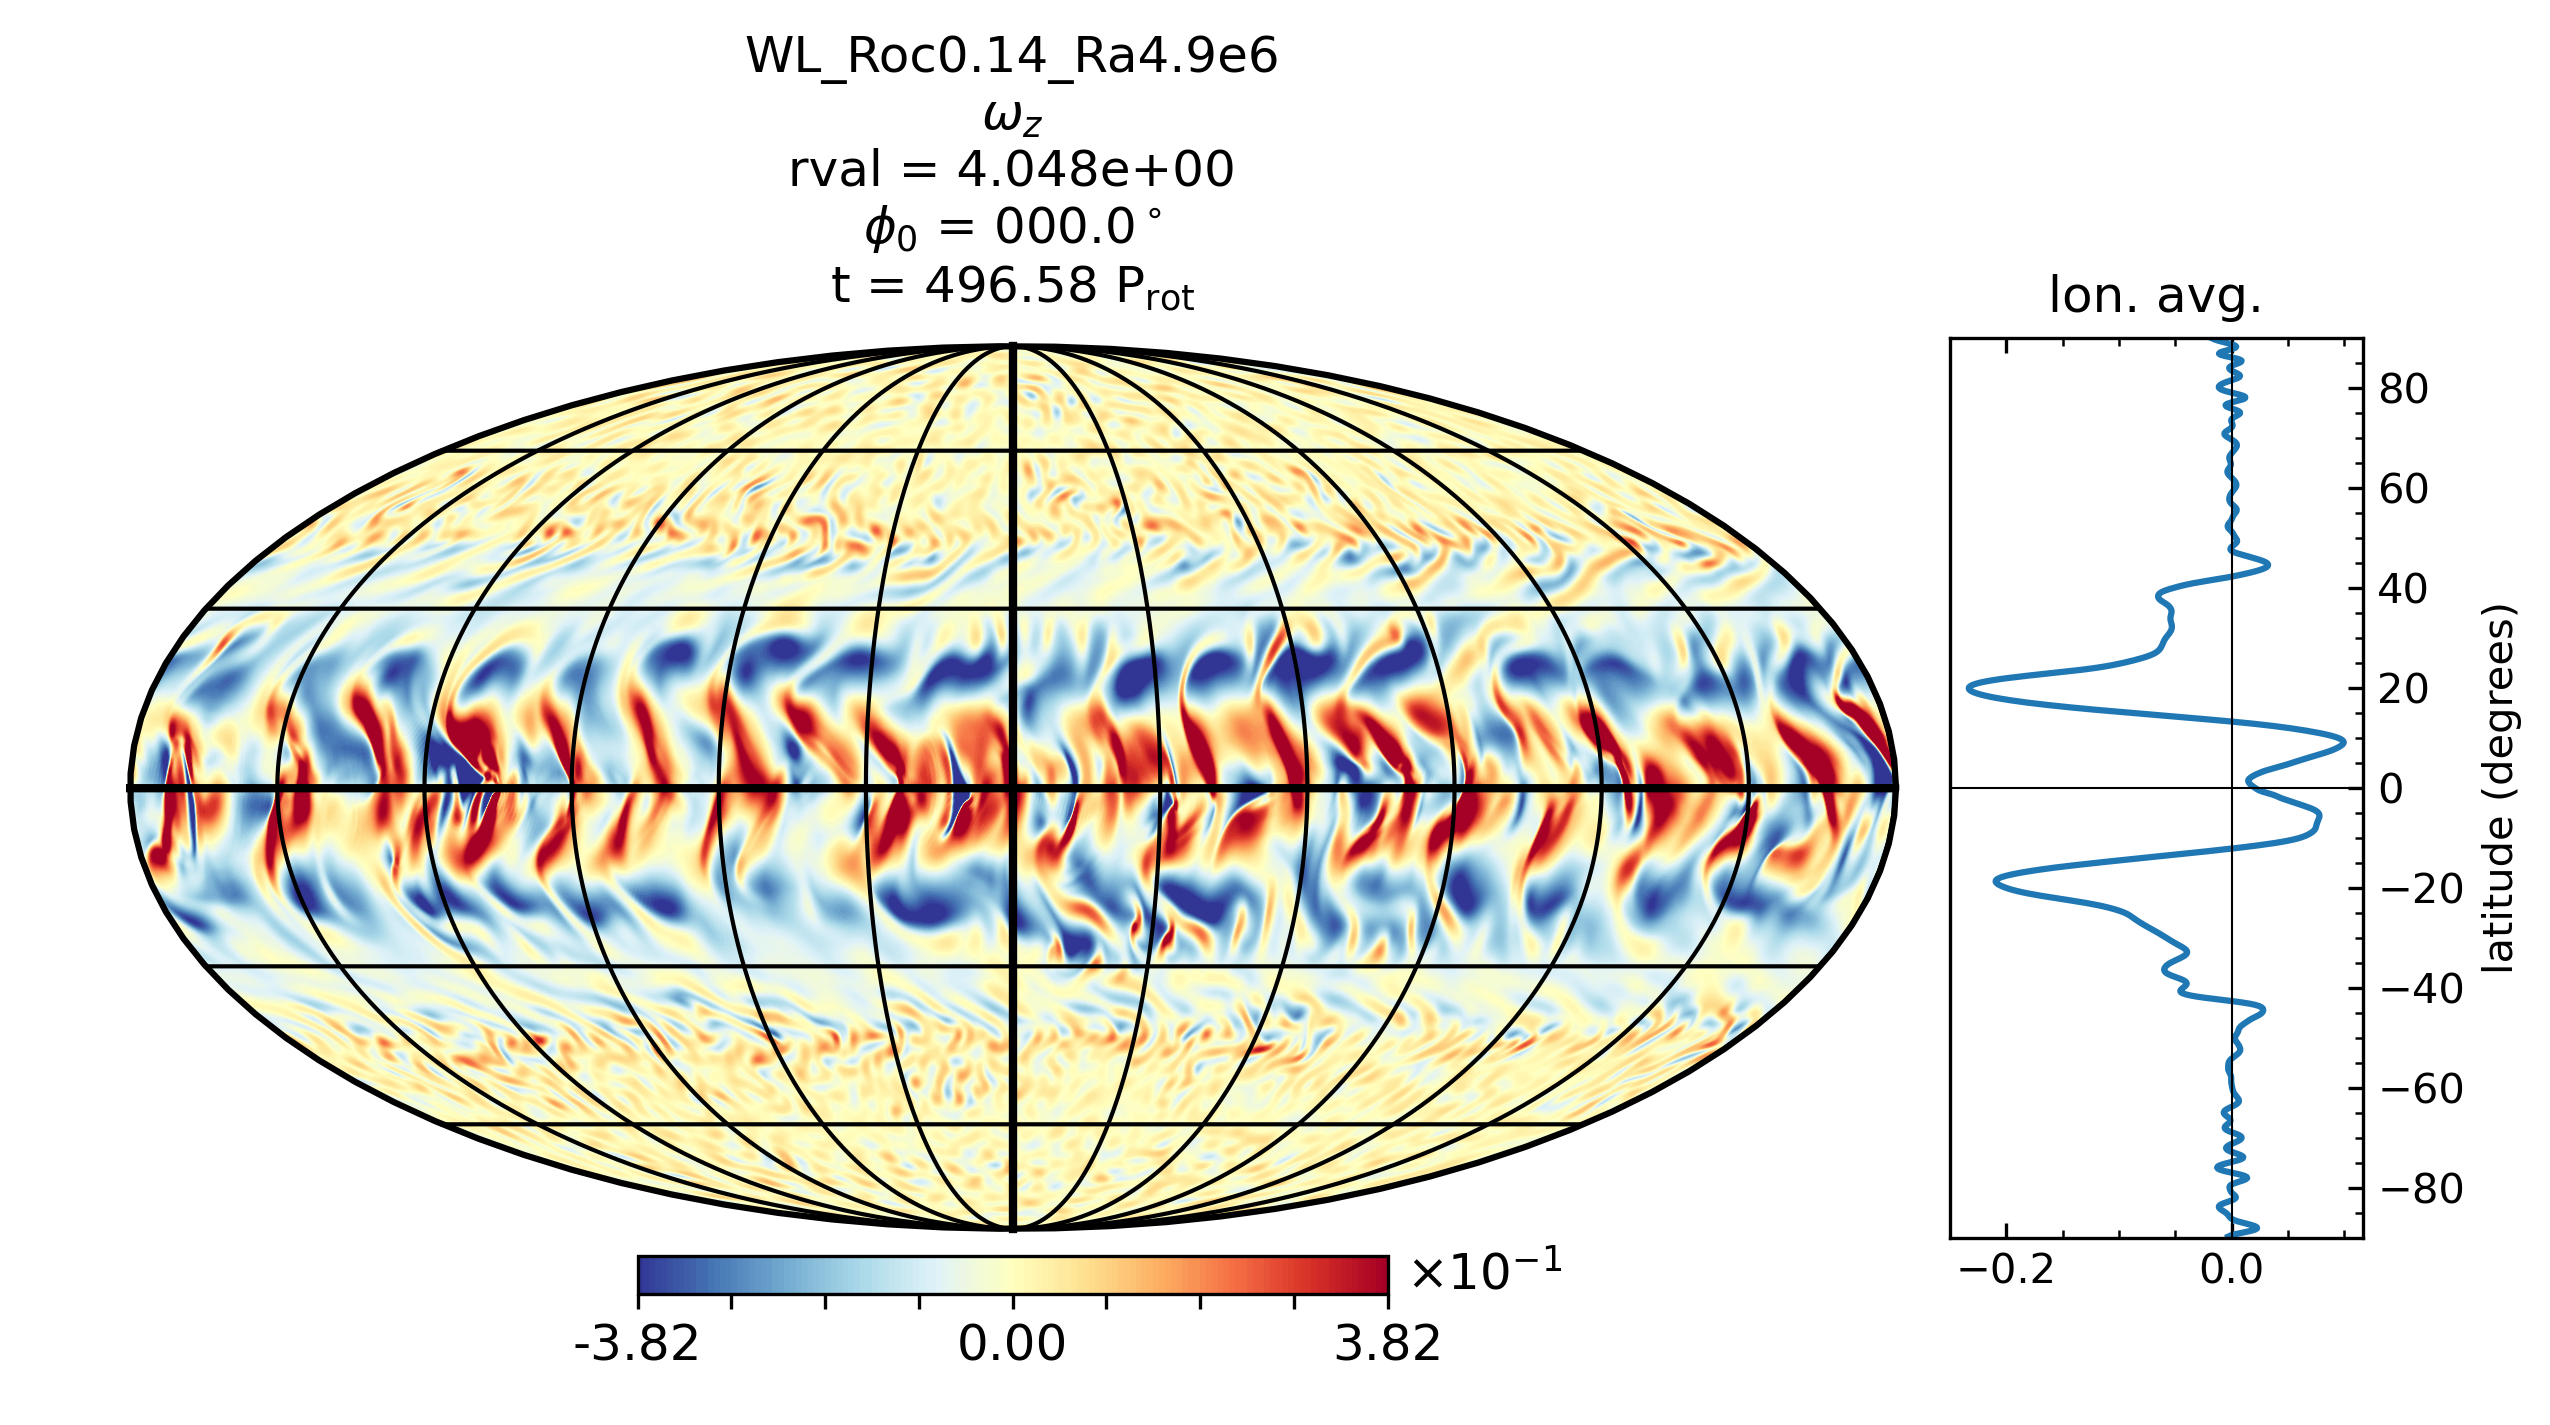 WL_Roc0.14_Ra4.9e6
ω_z
rval = 4.048e+00
ϕ₀ = 000.0°
t = 496.58 P_rot
lon. avg.
80
60
40
20
0
−20
−40
−60
−80
latitude (degrees)
−0.2 0.0
×10⁻¹
-3.82 0.00 3.82